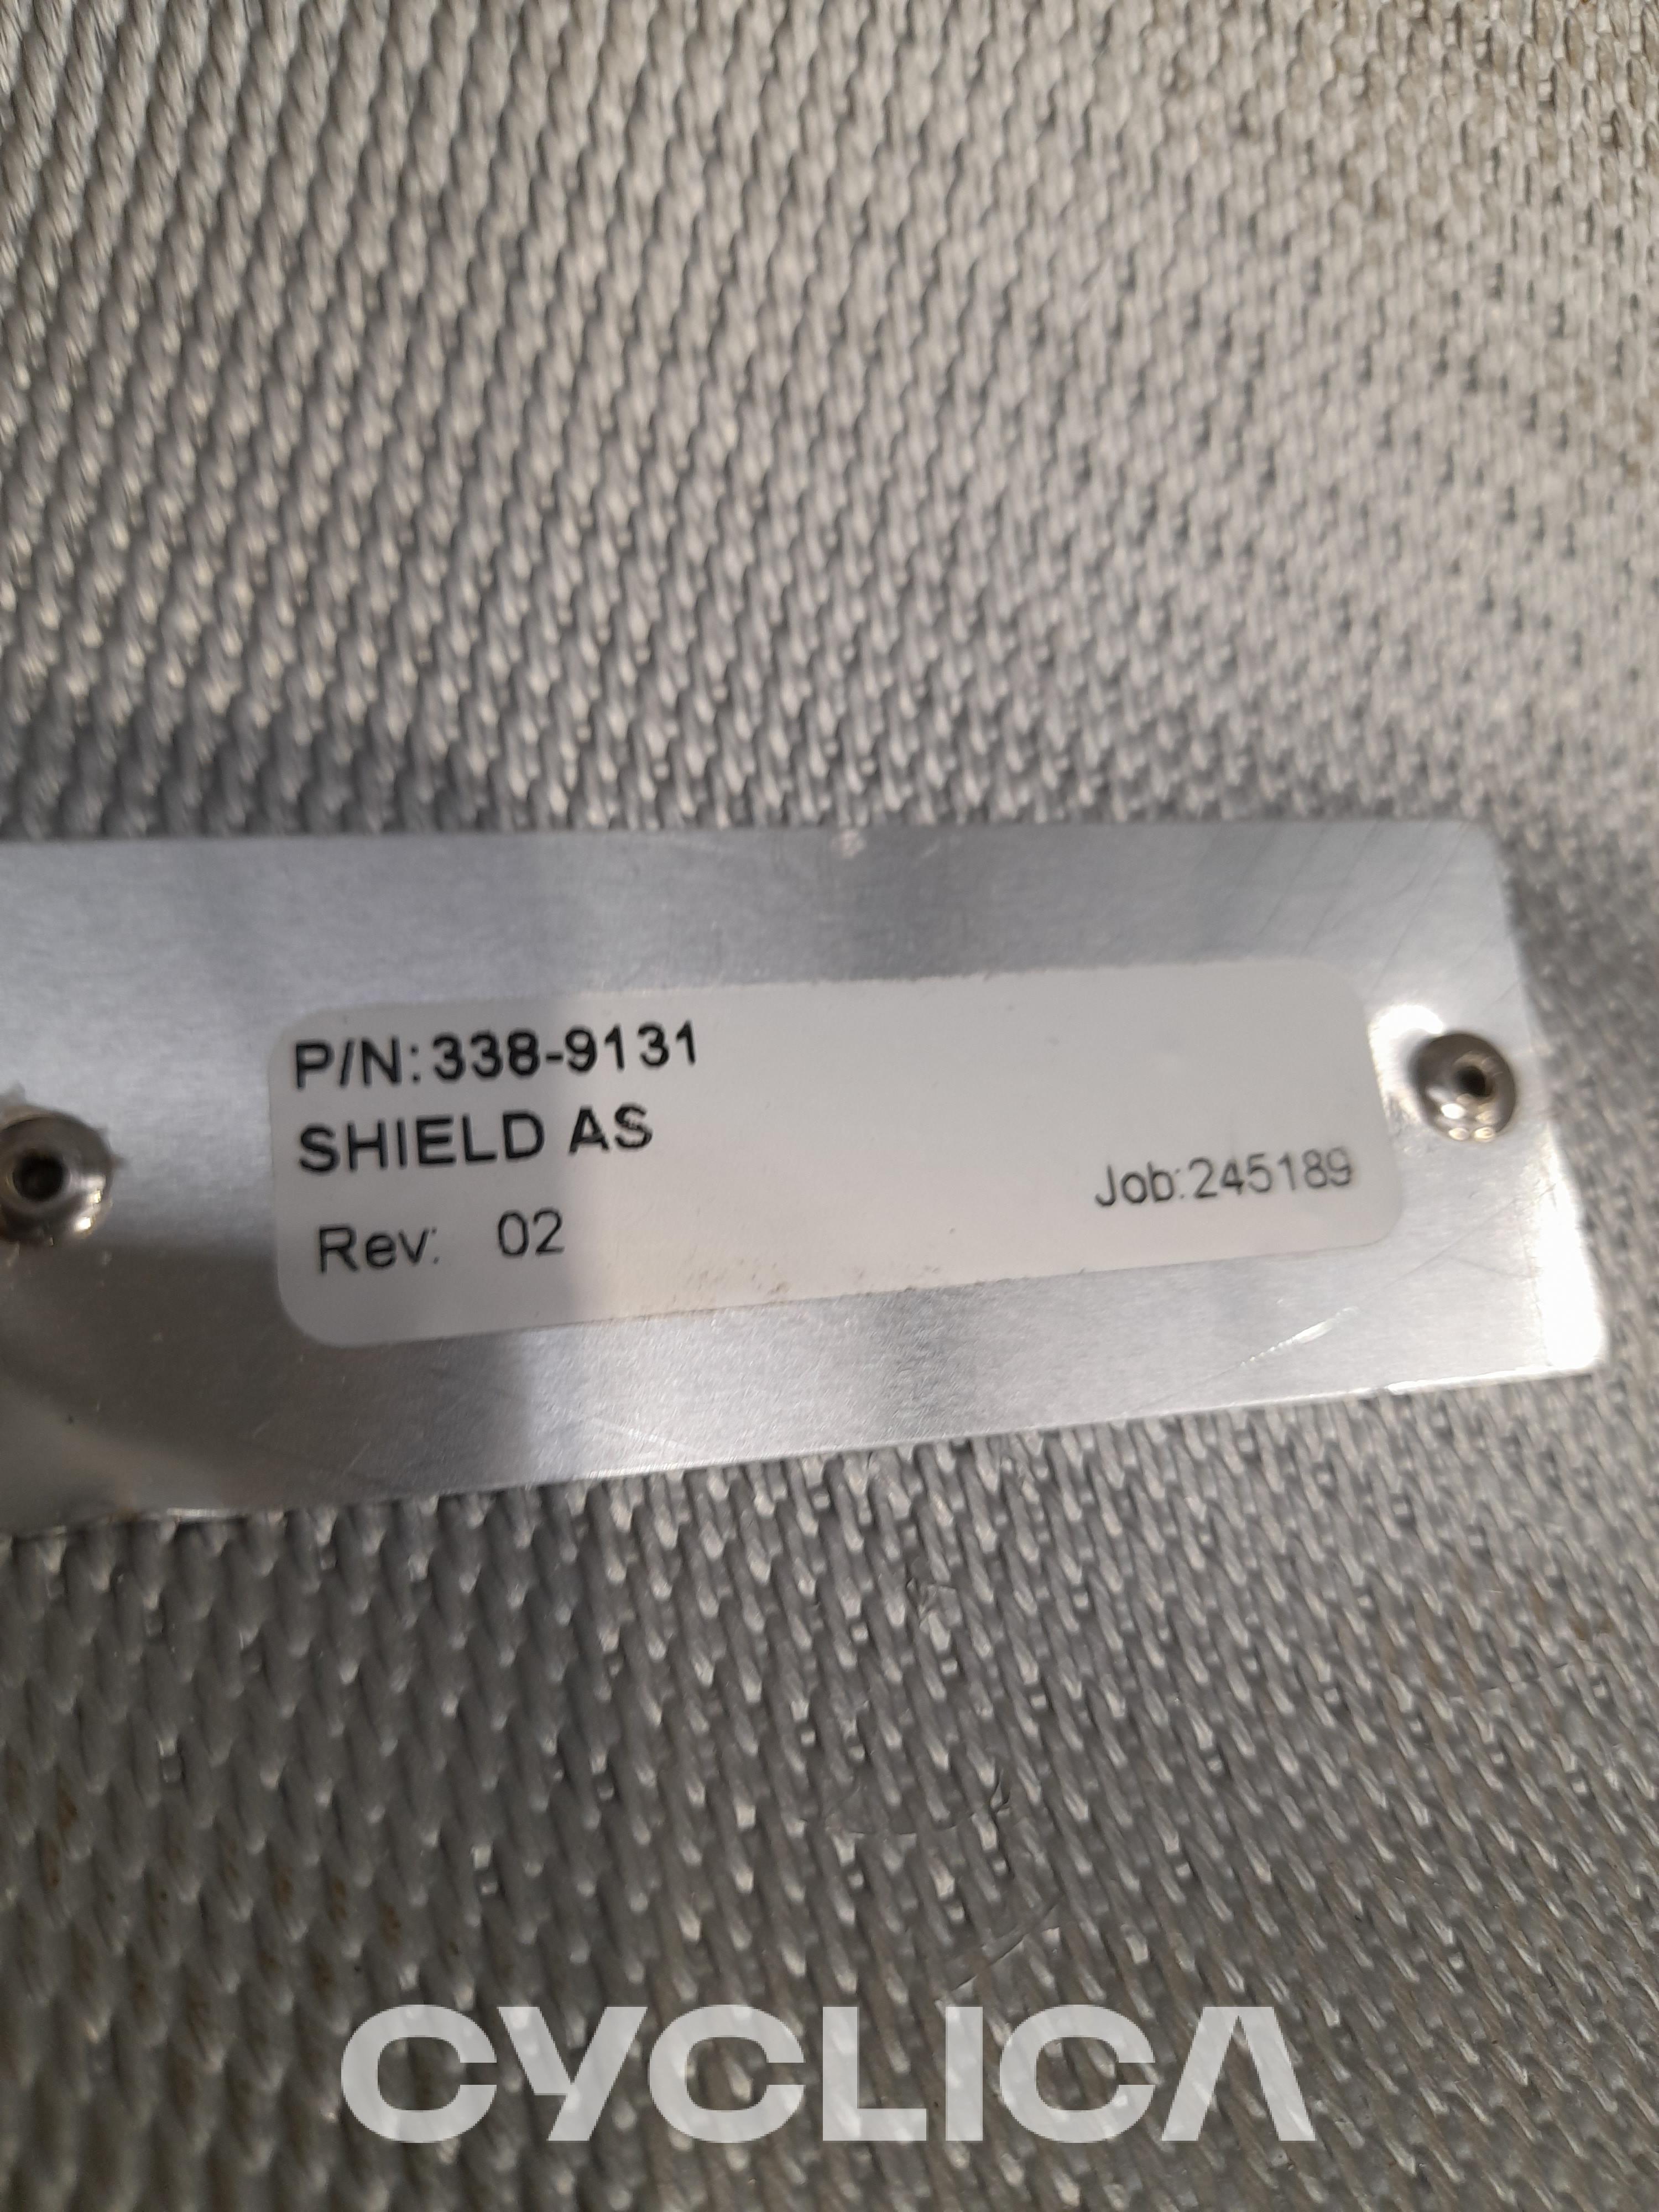 P/N:338-9131
SHIELD AS
Rev: 02
Job:245189
CYCLICA